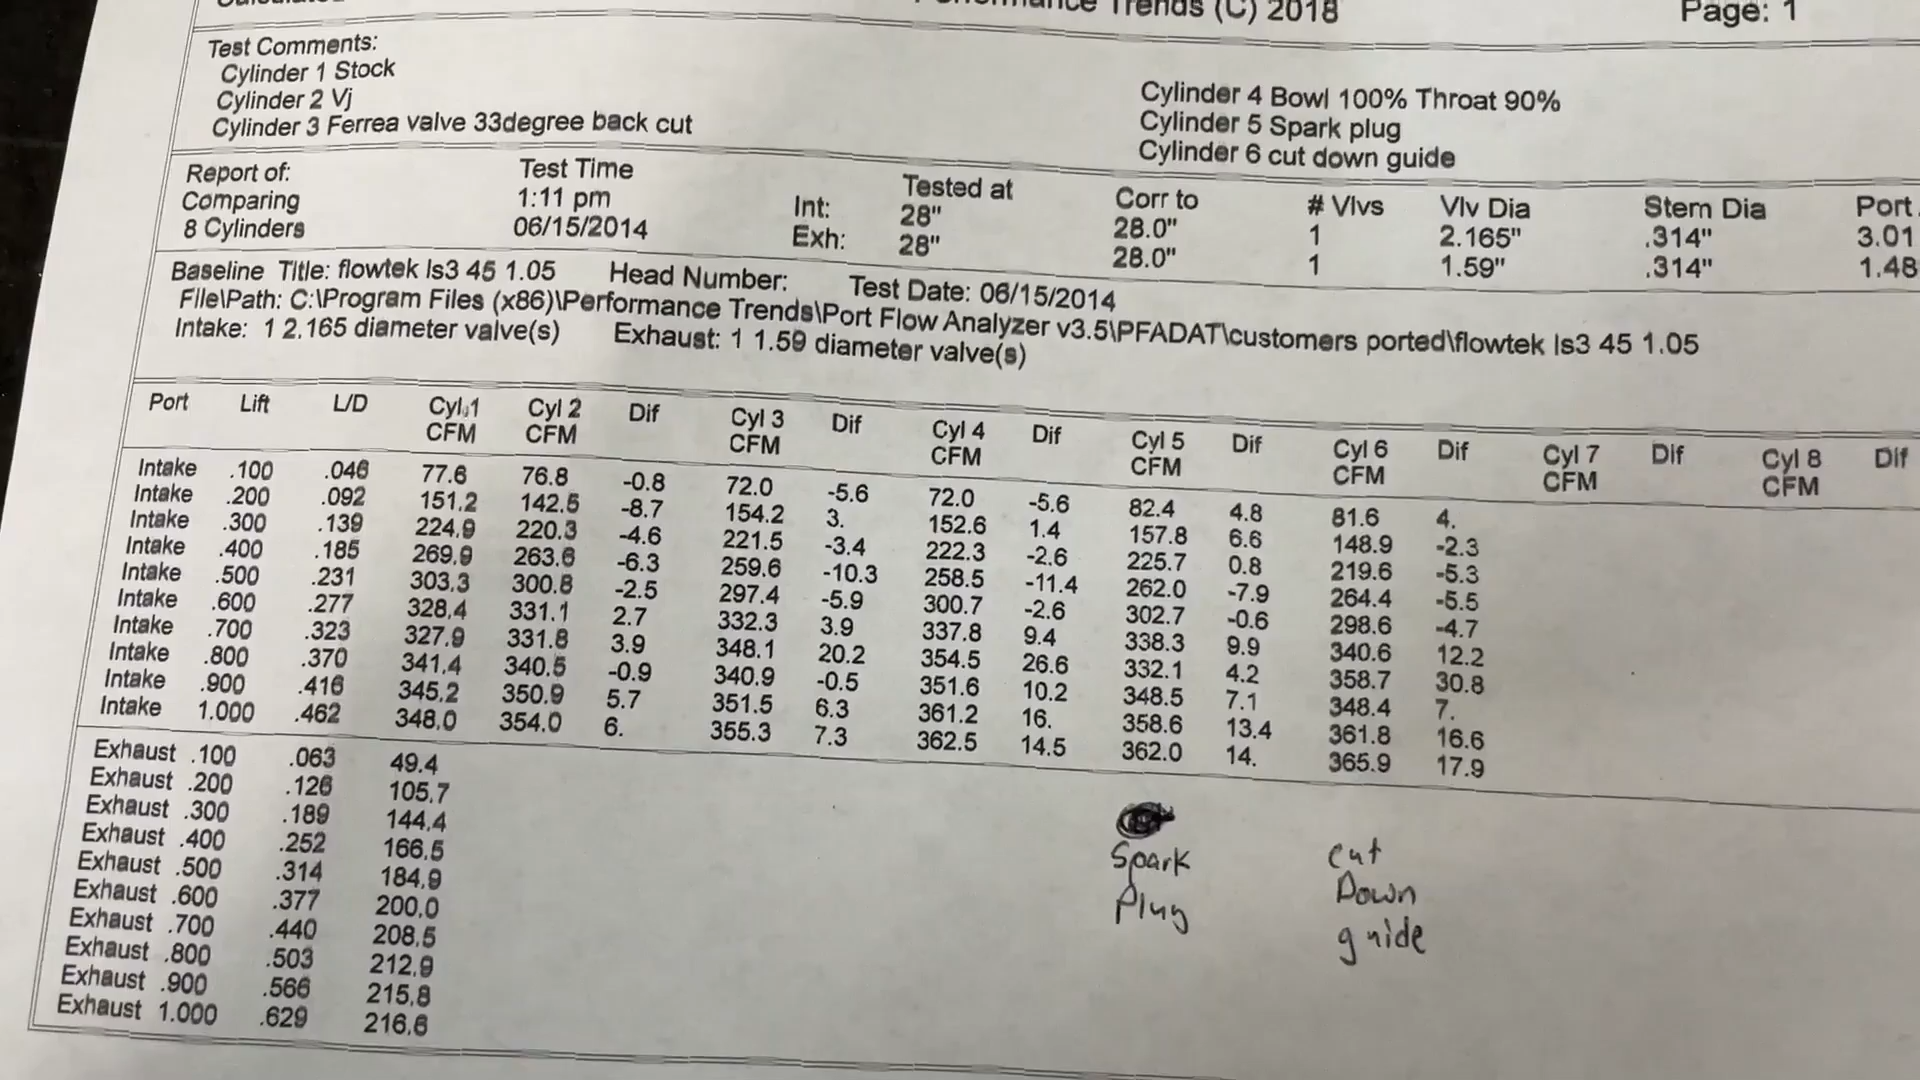 Performance Trends (C) 2018 Page: 1
Test Comments:
Cylinder 1 Stock
Cylinder 2 Vj
Cylinder 3 Ferrea valve 33degree back cut
Cylinder 4 Bowl 100% Throat 90%
Cylinder 5 Spark plug
Cylinder 6 cut down guide
Report of: Test Time Tested at Corr to # Vlvs Vlv Dia Stem Dia Port
Comparing 1:11 pm Int: 28" 28.0" 1 2.165" .314" 3.01
8 Cylinders 06/15/2014 Exh: 28" 28.0" 1 1.59" .314" 1.48
Baseline Title: flowtek ls3 45 1.05 Head Number: Test Date: 06/15/2014
File\Path: C:\Program Files (x86)\Performance Trends\Port Flow Analyzer v3.5\PFADAT\customers ported\flowtek ls3 45 1.05
Intake: 1 2.165 diameter valve(s) Exhaust: 1 1.59 diameter valve(s)
Port Lift L/D Cyl 1 Cyl 2 Dif Cyl 3 Dif Cyl 4 Dif Cyl 5 Dif Cyl 6 Dif Cyl 7 Dif Cyl 8 Dif
CFM CFM CFM CFM CFM CFM CFM CFM
Intake .100 .046 77.6 76.8 -0.8 72.0 -5.6 72.0 -5.6 82.4 4.8 81.6 4.
Intake .200 .092 151.2 142.5 -8.7 154.2 3. 152.6 1.4 157.8 6.6 148.9 -2.3
Intake .300 .139 224.9 220.3 -4.6 221.5 -3.4 222.3 -2.6 225.7 0.8 219.6 -5.3
Intake .400 .185 269.9 263.6 -6.3 259.6 -10.3 258.5 -11.4 262.0 -7.9 264.4 -5.5
Intake .500 .231 303.3 300.8 -2.5 297.4 -5.9 300.7 -2.6 302.7 -0.6 298.6 -4.7
Intake .600 .277 328.4 331.1 2.7 332.3 3.9 337.8 9.4 338.3 9.9 340.6 12.2
Intake .700 .323 327.9 331.8 3.9 348.1 20.2 354.5 26.6 332.1 4.2 358.7 30.8
Intake .800 .370 341.4 340.5 -0.9 340.9 -0.5 351.6 10.2 348.5 7.1 348.4 7.
Intake .900 .416 345.2 350.9 5.7 351.5 6.3 361.2 16. 358.6 13.4 361.8 16.6
Intake 1.000 .462 348.0 354.0 6. 355.3 7.3 362.5 14.5 362.0 14. 365.9 17.9
Exhaust .100 .063 49.4
Exhaust .200 .126 105.7
Exhaust .300 .189 144.4
Exhaust .400 .252 166.5
Exhaust .500 .314 184.9
Exhaust .600 .377 200.0
Exhaust .700 .440 208.5
Exhaust .800 .503 212.9
Exhaust .900 .566 215.8
Exhaust 1.000 .629 216.6
Spark
Plug
cut
Down
guide